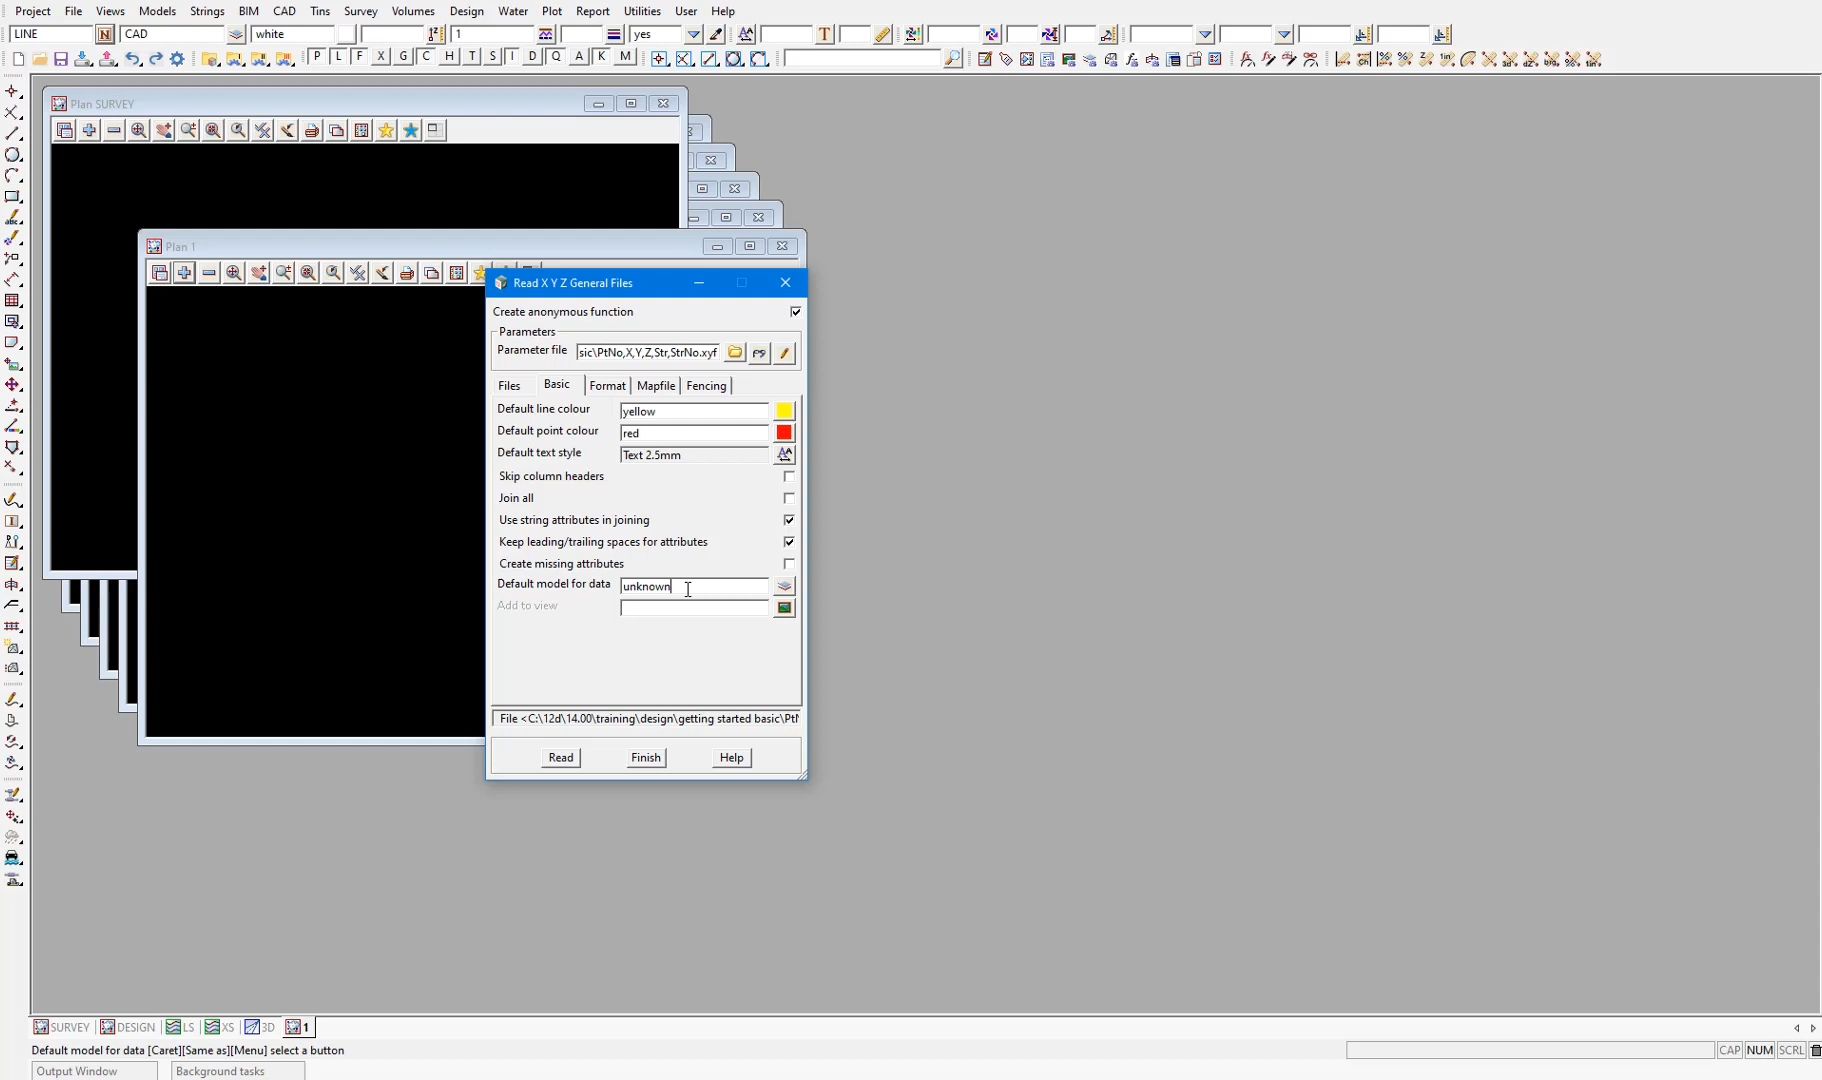 Project File Views Models Strings BIM CAD Tins Survey Volumes Design Water Plot Report Utilities User Help
LINE N CAD white 1 yes T
P L F X G C H T S I D Q A K M
Plan SURVEY
Plan 1
Read X Y Z General Files
Create anonymous function
Parameters
Parameter file sic\PtNo,X,Y,Z,Str,StrNo.xyf
Files Basic Format Mapfile Fencing
Default line colour yellow
Default point colour red
Default text style Text 2.5mm
Skip column headers
Join all
Use string attributes in joining
Keep leading/trailing spaces for attributes
Create missing attributes
Default model for data unknown
Add to view
File <C:\12d\14.00\training\design\getting started basic\Pt
Read Finish Help
SURVEY DESIGN LS XS 3D 1
Default model for data [Caret][Same as][Menu] select a button CAP NUM SCRL
Output Window Background tasks